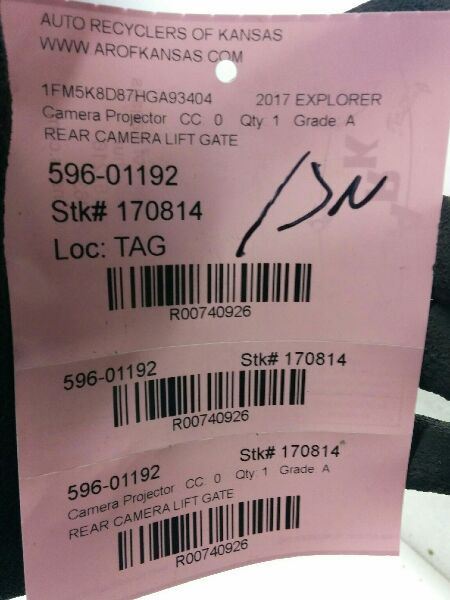 AUTO RECYCLERS OF KANSAS
WWW AROFKANSAS.COM
1FM5K8D87HGA93404 2017 EXPLORER
Camera Projector CC 0 Qty 1 Grade A
REAR CAMERA LIFT GATE
596-01192
Stk# 170814
Loc: TAG
R00740926
596-01192 Stk# 170814
R00740926
596-01192 Stk# 170814
Camera Projector CC 0 Qty 1 Grade A
REAR CAMERA LIFT GATE
R00740926